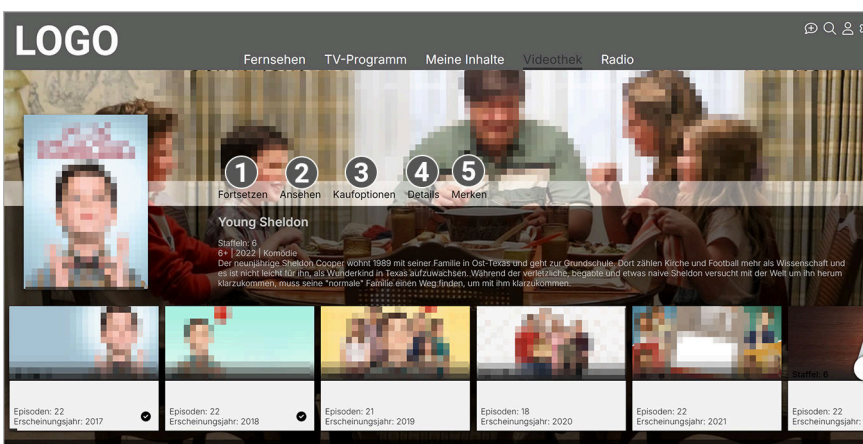 LOGO
Fernsehen TV-Programm Meine Inhalte Videothek Radio
1 2 3 4 5
Fortsetzen Ansehen Kaufoptionen Details Merken
Young Sheldon
Staffeln: 6
6+ | 2022 | Komödie
Der neunjährige Sheldon Cooper wohnt 1989 mit seiner Familie in Ost-Texas und geht zur Grundschule. Dort zählen Kirche und Football mehr als Wissenschaft und
es ist nicht leicht für ihn, als Wunderkind in Texas aufzuwachsen. Während der verletzliche, begabte und etwas naive Sheldon versucht mit der Welt um ihn herum
klarzukommen, muss seine "normale" Familie einen Weg finden, um mit ihm klarzukommen.
Staffel: 6
Episoden: 22 Episoden: 22 Episoden: 21 Episoden: 18 Episoden: 22 Episoden: 22
Erscheinungsjahr: 2017 Erscheinungsjahr: 2018 Erscheinungsjahr: 2019 Erscheinungsjahr: 2020 Erscheinungsjahr: 2021 Erscheinungsjahr: